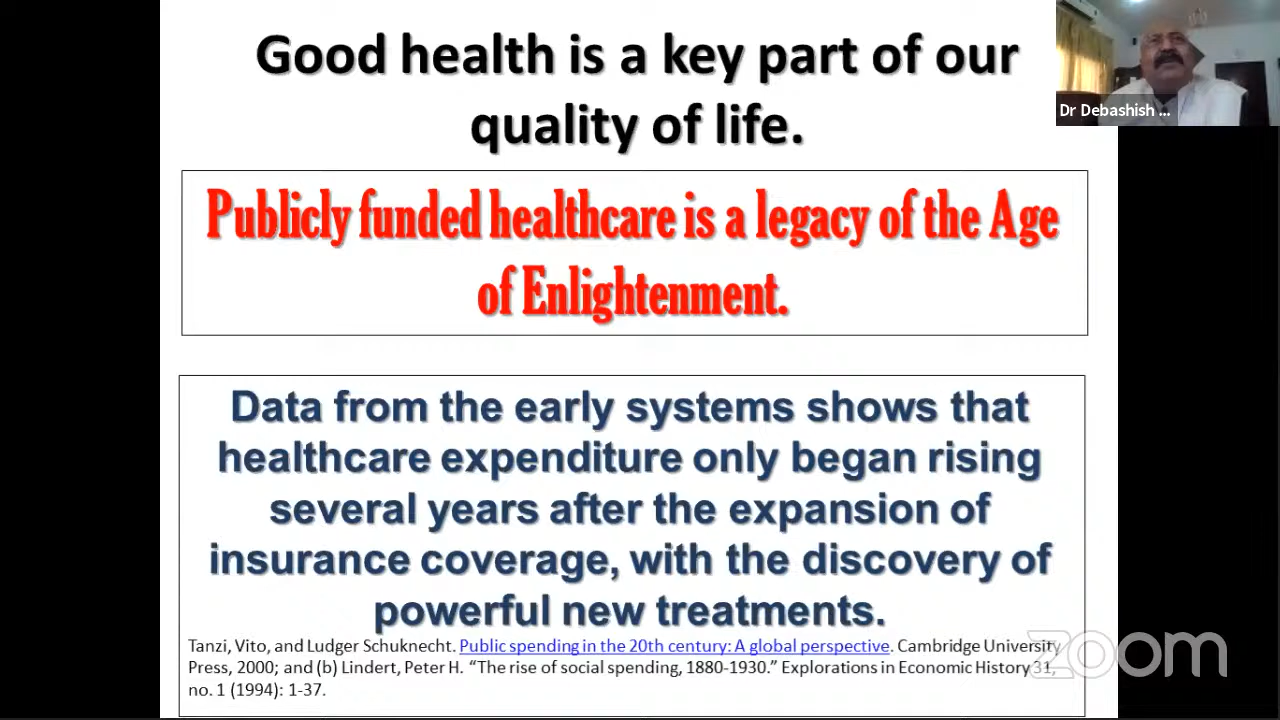 Good health is a key part of our
quality of life.
Dr Debashish ...
Publicly funded healthcare is a legacy of the Age
of Enlightenment.
Data from the early systems shows that
healthcare expenditure only began rising
several years after the expansion of
insurance coverage, with the discovery of
powerful new treatments.
Tanzi, Vito, and Ludger Schuknecht. Public spending in the 20th century: A global perspective. Cambridge University
Press, 2000; and (b) Lindert, Peter H. “The rise of social spending, 1880-1930.” Explorations in Economic History 31,
no. 1 (1994): 1-37.
zoom